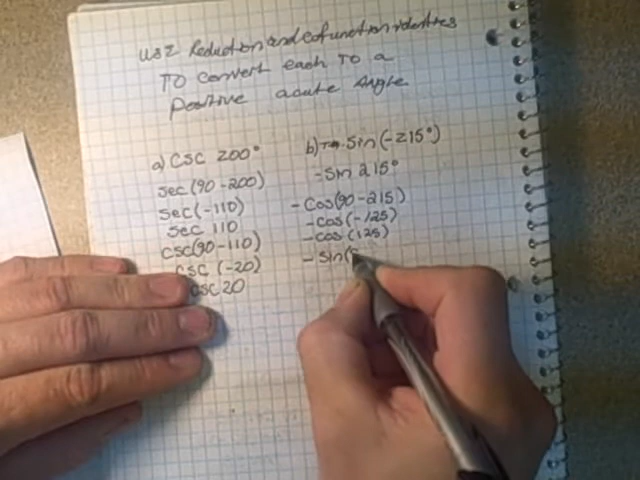 USE Reduction and cofunction identities
TO convert each TO a
Positive acute Angle
a) CSC 200°
sec(90-200)
sec(-110)
sec 110
csc(90-110)
csc (-20)
csc 20
b) sin(-215°)
-sin 215°
-cos(90-215)
-cos(-125)
-cos(125)
-sin(